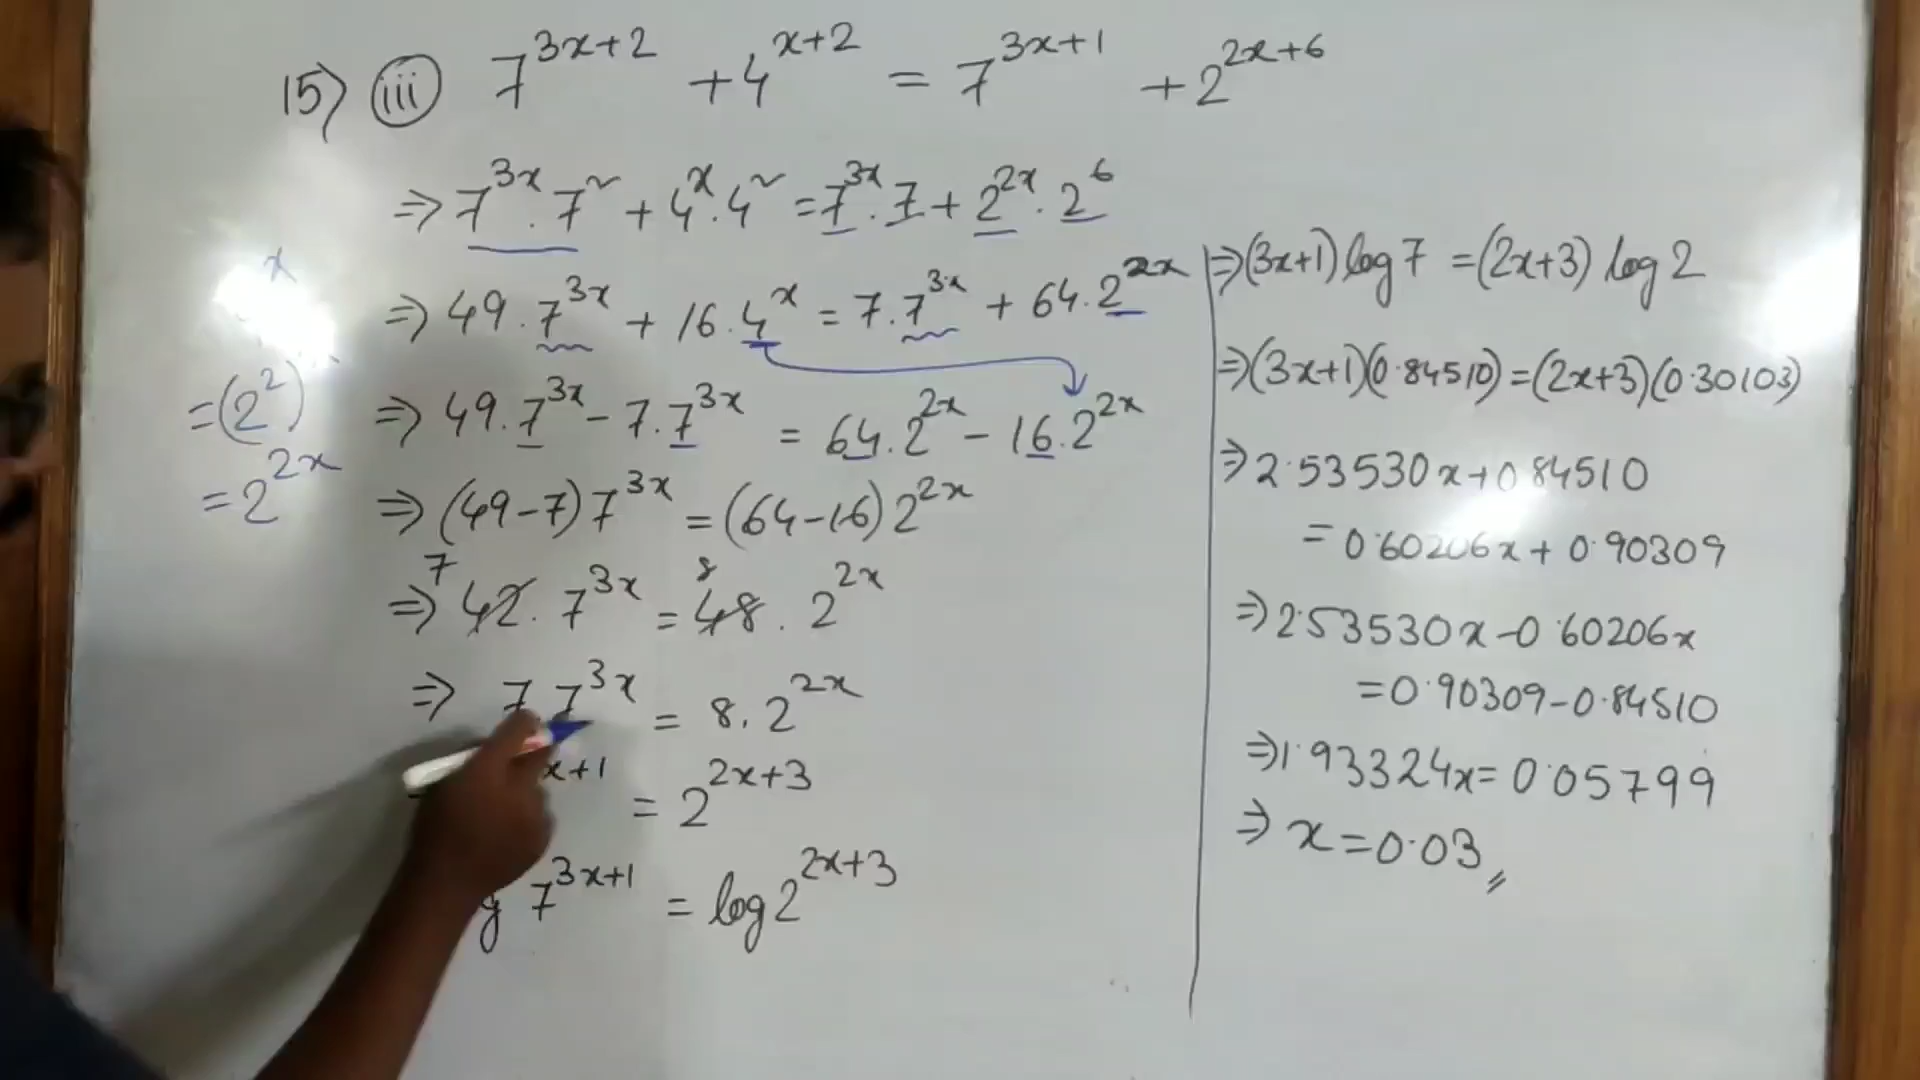 15) (iii) 7^{3x+2} + 4^{x+2} = 7^{3x+1} + 2^{2x+6}
⇒ 7^{3x}.7^2 + 4^x.4^2 = 7^{3x}.7 + 2^{2x}.2^6
⇒ 49.7^{3x} + 16.4^x = 7.7^{3x} + 64.2^{2x}
⇒ 49.7^{3x} - 7.7^{3x} = 64.2^{2x} - 16.2^{2x}
⇒ (49-7)7^{3x} = (64-16)2^{2x}
7 8
⇒ 42.7^{3x} = 48.2^{2x}
⇒ 7.7^{3x} = 8.2^{2x}
x+1 = 2^{2x+3}
g 7^{3x+1} = log 2^{2x+3}
x
= (2^2)
= 2^{2x}
⇒ (3x+1) log 7 = (2x+3) log 2
⇒ (3x+1)(0.84510) = (2x+3)(0.30103)
⇒ 2.53530x + 0.84510
= 0.60206x + 0.90309
⇒ 2.53530x - 0.60206x
= 0.90309 - 0.84510
⇒ 1.93324x = 0.05799
⇒ x = 0.03